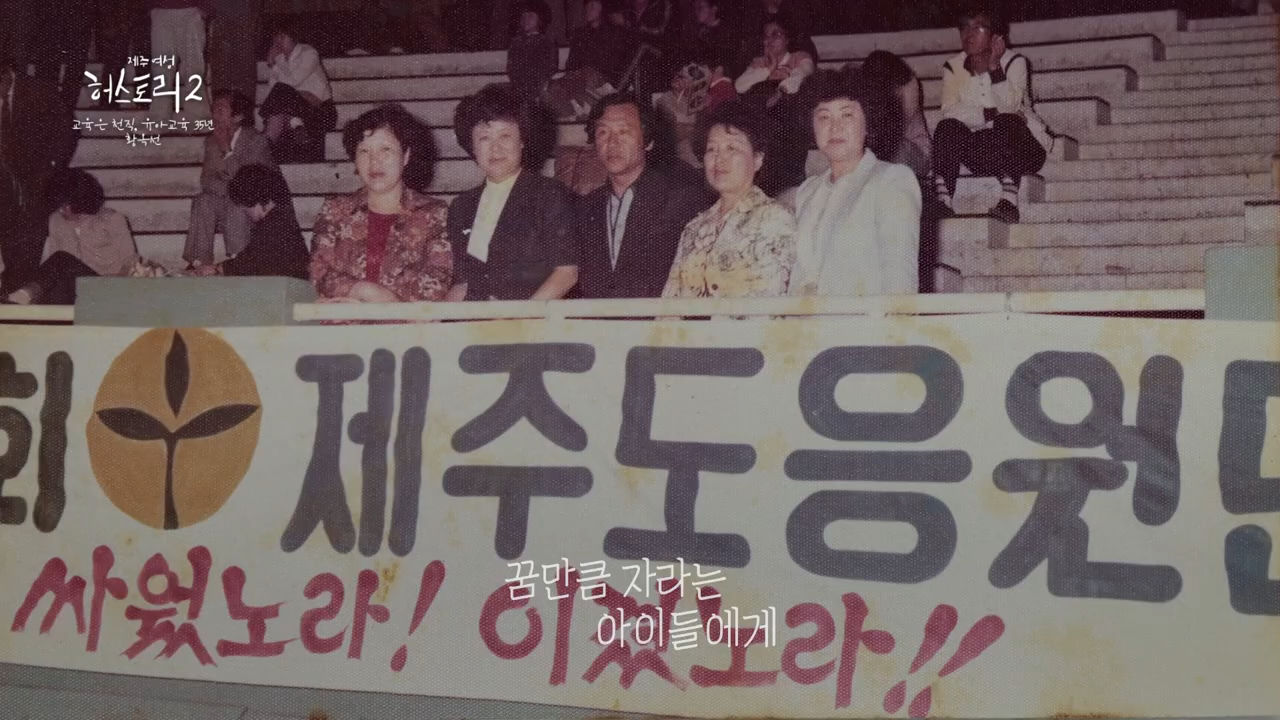 제주 여성
허스토리 2
교육은 천직, 유아교육 35년
황옥선
회 제주도응원단
싸웠노라! 이겼노라!!
꿈만큼 자라는
아이들에게